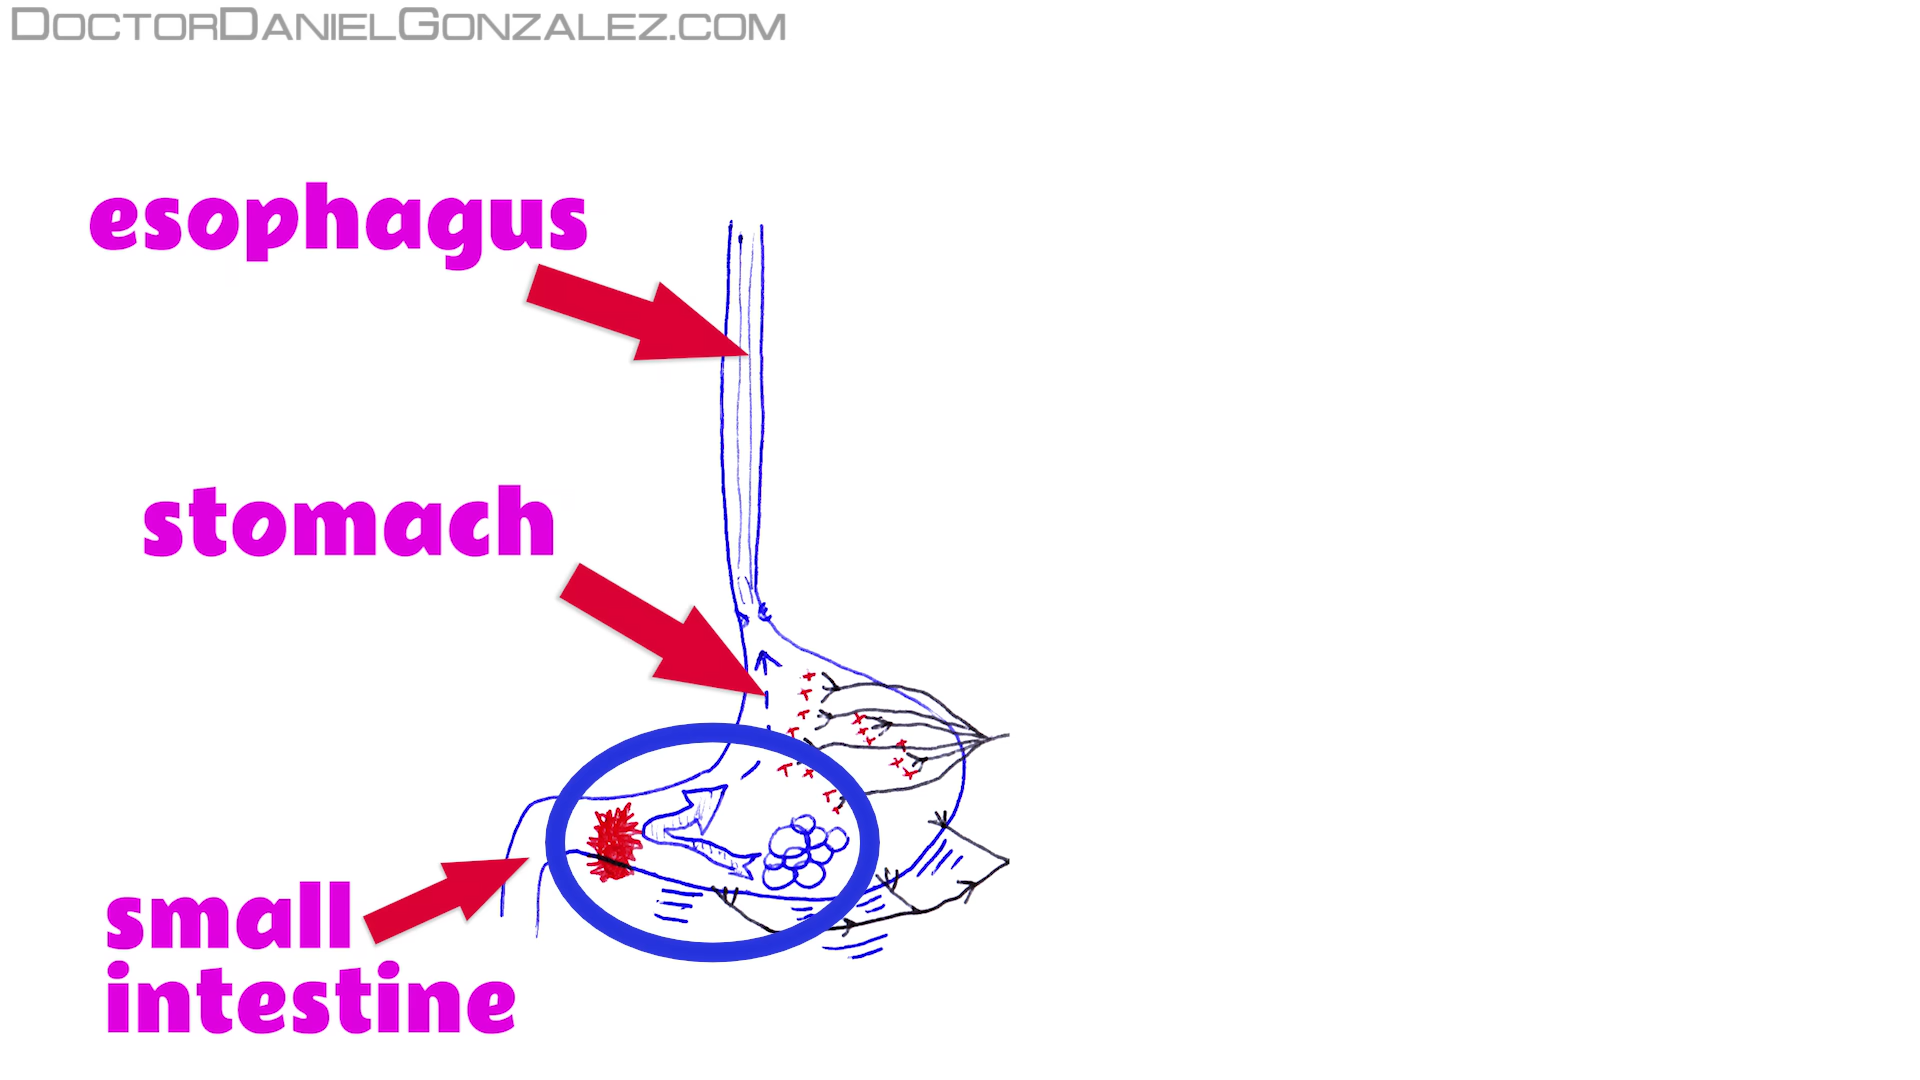 DoctorDanielGonzalez.com
esophagus
stomach
small
intestine